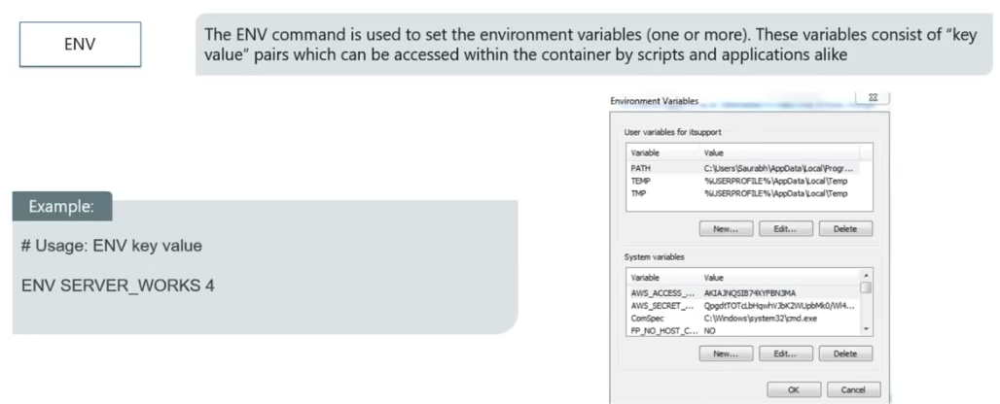 ENV
The ENV command is used to set the environment variables (one or more). These variables consist of "key
value" pairs which can be accessed within the container by scripts and applications alike
Example:
# Usage: ENV key value
ENV SERVER_WORKS 4
Environment Variables
User variables for itsupport
Variable Value
PATH C:\Users\Saurabh\AppData\Local\Progr...
TEMP %USERPROFILE%\AppData\Local\Temp
TMP %USERPROFILE%\AppData\Local\Temp
New... Edit... Delete
System variables
Variable Value
AWS_ACCESS_...
AWS_SECRET_...
ComSpec C:\Windows\system32\cmd.exe
FP_NO_HOST_C... NO
New... Edit... Delete
OK Cancel